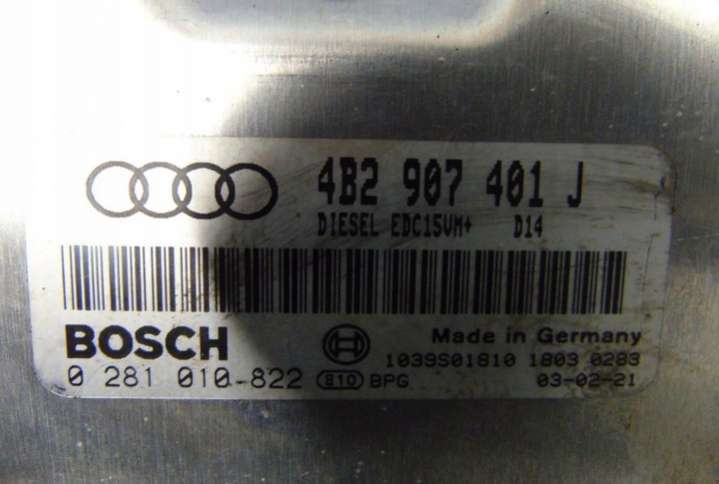 4B2 907 401 J
DIESEL EDC15VM+ D14
BOSCH
Made in Germany
1039S01810 1803 0283
0 281 010-822 E10 BPG 03-02-21